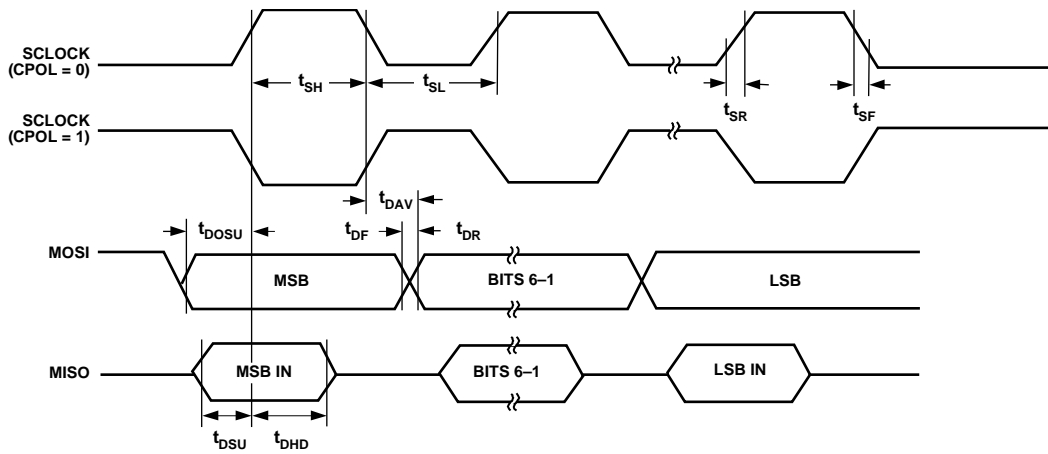 SCLOCK
(CPOL = 0)
tSH
tSL
tSR
tSF
SCLOCK
(CPOL = 1)
tDAV
tDOSU
tDF
tDR
MOSI
MSB
BITS 6–1
LSB
MISO
MSB IN
BITS 6–1
LSB IN
tDSU
tDHD